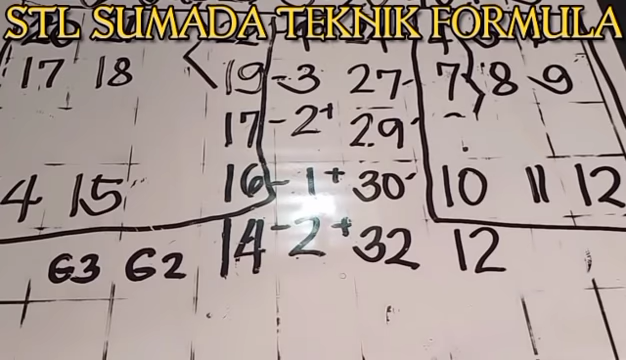 STL SUMADA TEKNIK FORMULA
17 18 < 19 - 3 27 - 7 > 8 9
17 - 2 + 29 -
4 15 16 - 1 + 30 - 10 11 12
63 62 14 - 2 + 32 12